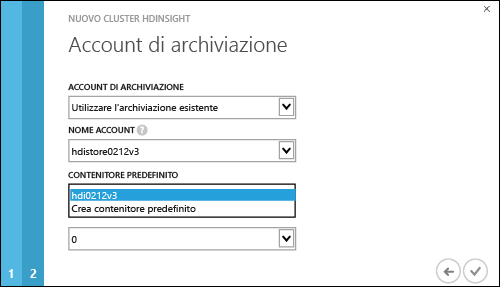 NUOVO CLUSTER HDINSIGHT
Account di archiviazione
ACCOUNT DI ARCHIVIAZIONE
Utilizzare l'archiviazione esistente
NOME ACCOUNT ?
hdistore0212v3
CONTENITORE PREDEFINITO
hdi0212v3
Crea contenitore predefinito
0
1 2